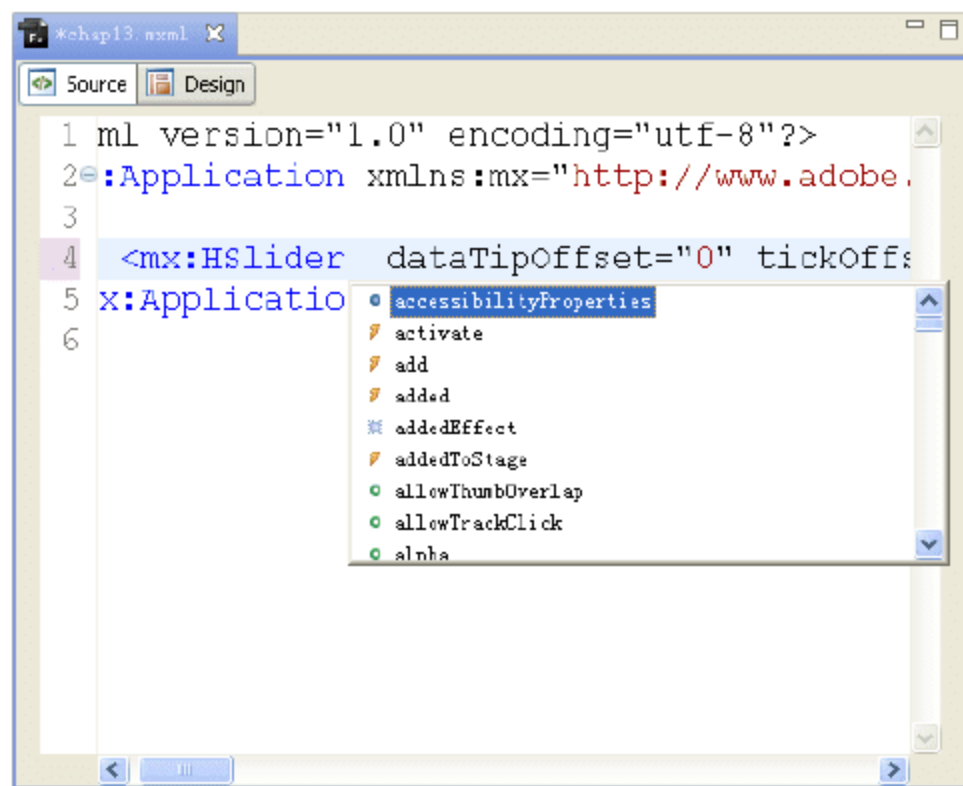 *chap13.mxml
Source Design
1 ml version="1.0" encoding="utf-8"?>
2 :Application xmlns:mx="http://www.adobe.
3
4 <mx:HSlider dataTipOffset="0" tickOffs
5 x:Applicatio
6
accessibilityProperties
activate
add
added
addedEffect
addedToStage
allowThumbOverlap
allowTrackClick
alpha